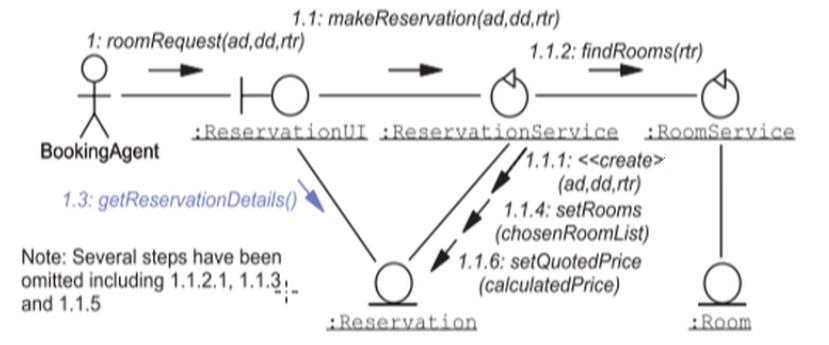 1.1: makeReservation(ad,dd,rtr)
1: roomRequest(ad,dd,rtr)
1.1.2: findRooms(rtr)
:ReservationUI
:ReservationService
:RoomService
BookingAgent
1.1.1: <<create>
(ad,dd,rtr)
1.3: getReservationDetails()
1.1.4: setRooms
(chosenRoomList)
1.1.6: setQuotedPrice
(calculatedPrice)
Note: Several steps have been
omitted including 1.1.2.1, 1.1.3,
and 1.1.5
:Reservation
:Room